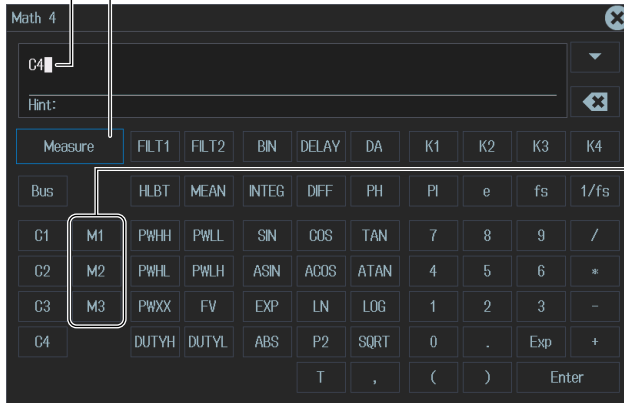 Math 4
C4
Hint:
Measure FILT1 FILT2 BIN DELAY DA K1 K2 K3 K4
Bus HLBT MEAN INTEG DIFF PH PI e fs 1/fs
C1 M1 PWHH PWLL SIN COS TAN 7 8 9 /
C2 M2 PWHL PWLH ASIN ACOS ATAN 4 5 6 *
C3 M3 PWXX FV EXP LN LOG 1 2 3 -
C4 DUTYH DUTYL ABS P2 SQRT 0 . Exp +
T , ( ) Enter